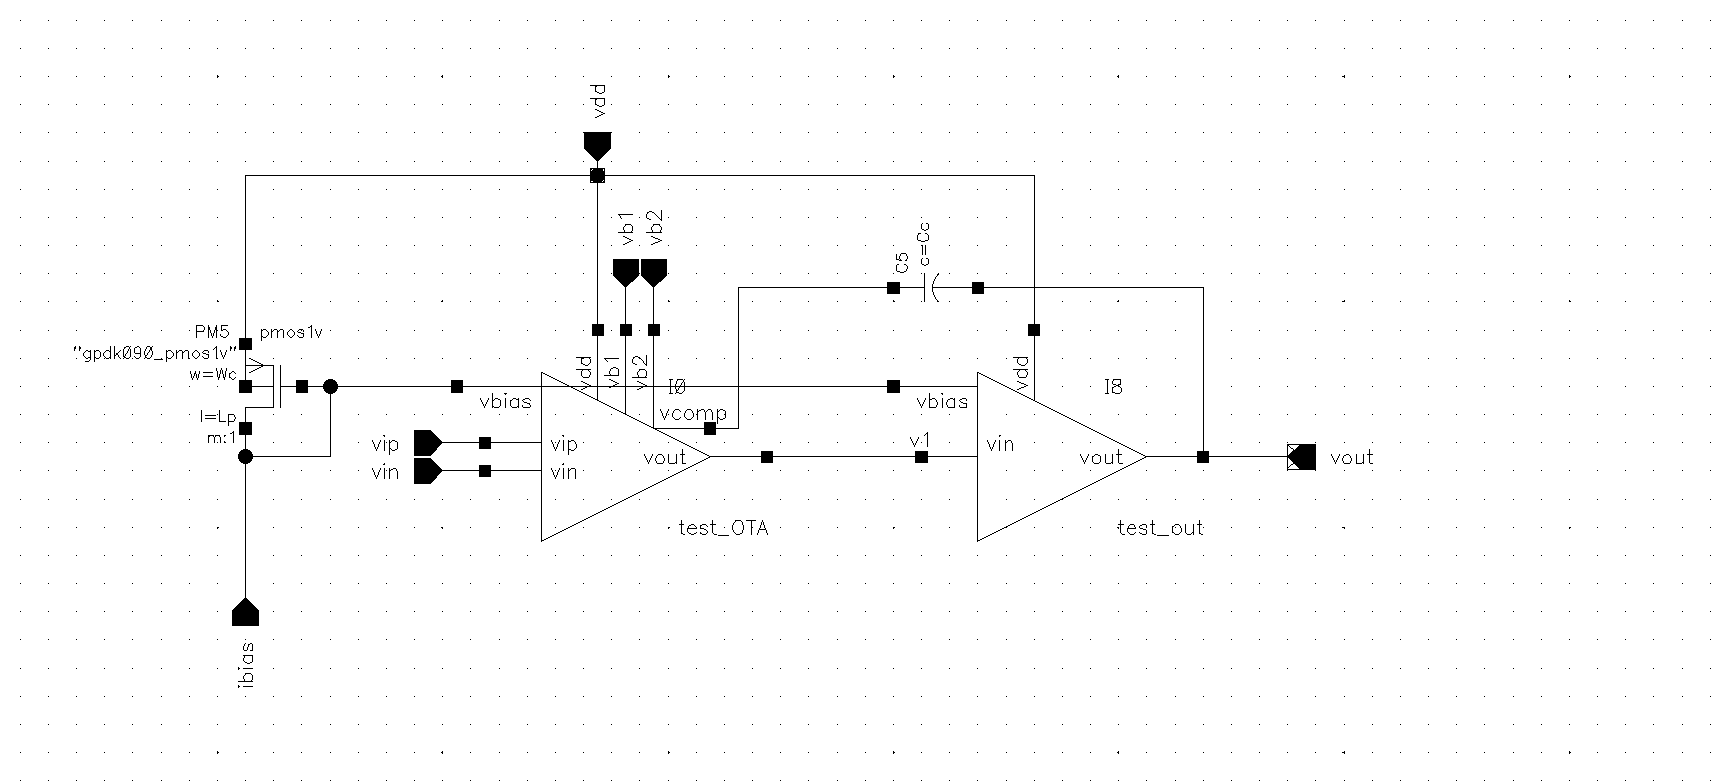 vdd
vb1
vb2
C5
c=Cc
PM5
pmos1v
"gpdk090_pmos1v"
w=Wc
l=Lp
m:1
vdd
vb1
vb2
I0
vbias
vcomp
vip
vip
vin
vin
vout
test_OTA
v1
vdd
I8
vbias
vin
vout
test_out
vout
ibias